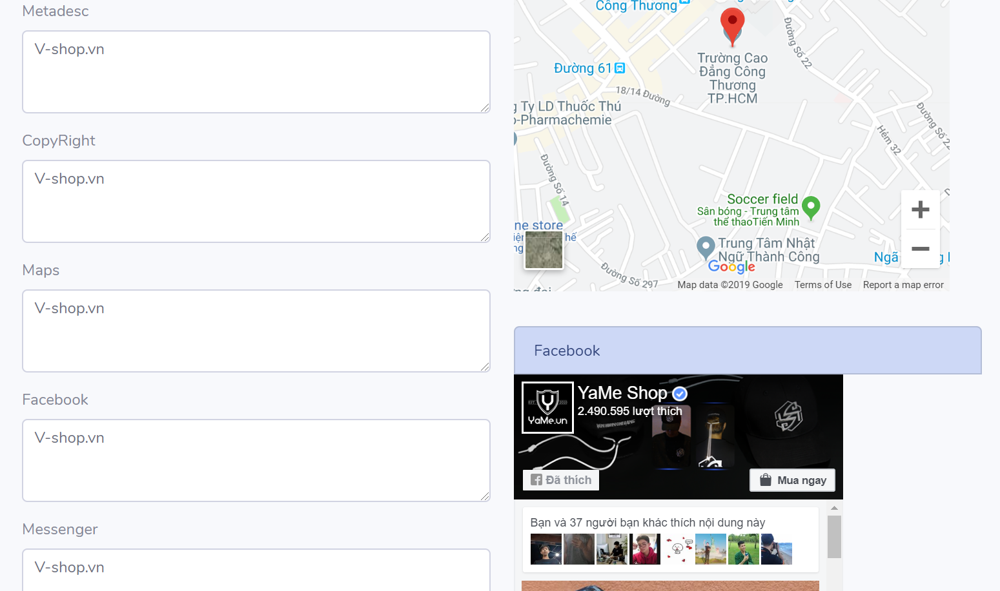 Metadesc
V-shop.vn
CopyRight
V-shop.vn
Maps
V-shop.vn
Facebook
V-shop.vn
Messenger
V-shop.vn
Công Thương
Đường Số 22
Trường Cao
Đẳng Công
Thương
TP.HCM
Đường 61
18/14 Đường
Ty LD Thuốc Thú
-Pharmachemie
Đường Số 22
Hẻm 32
Đường Số 14
Soccer field
Sân bóng - Trung tâm
thể thaoTiến Minh
ne store
Trung Tâm Nhật
Ngữ Thành Công
Ngã
Google
Đường Số 297
Map data ©2019 Google
Terms of Use
Report a map error
Facebook
YaMe Shop
2.490.595 lượt thích
YaMe.vn
Đã thích
Mua ngay
Bạn và 37 người bạn khác thích nội dung này